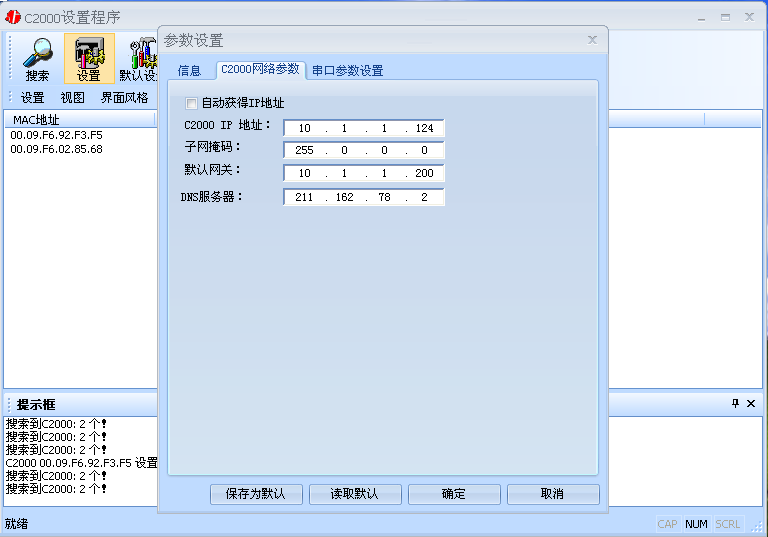 C2000设置程序
搜索
设置
默认设
设置 视图 界面风格
MAC地址
00.09.F6.92.F3.F5
00.09.F6.02.85.68
参数设置
信息 C2000网络参数 串口参数设置
自动获得IP地址
C2000 IP 地址： 10 . 1 . 1 . 124
子网掩码： 255 . 0 . 0 . 0
默认网关： 10 . 1 . 1 . 200
DNS服务器： 211 . 162 . 78 . 2
保存为默认 读取默认 确定 取消
提示框
搜索到C2000: 2 个！
搜索到C2000: 2 个！
搜索到C2000: 2 个！
C2000 00.09.F6.92.F3.F5 设置
搜索到C2000: 2 个！
搜索到C2000: 2 个！
就绪
CAP NUM SCRL